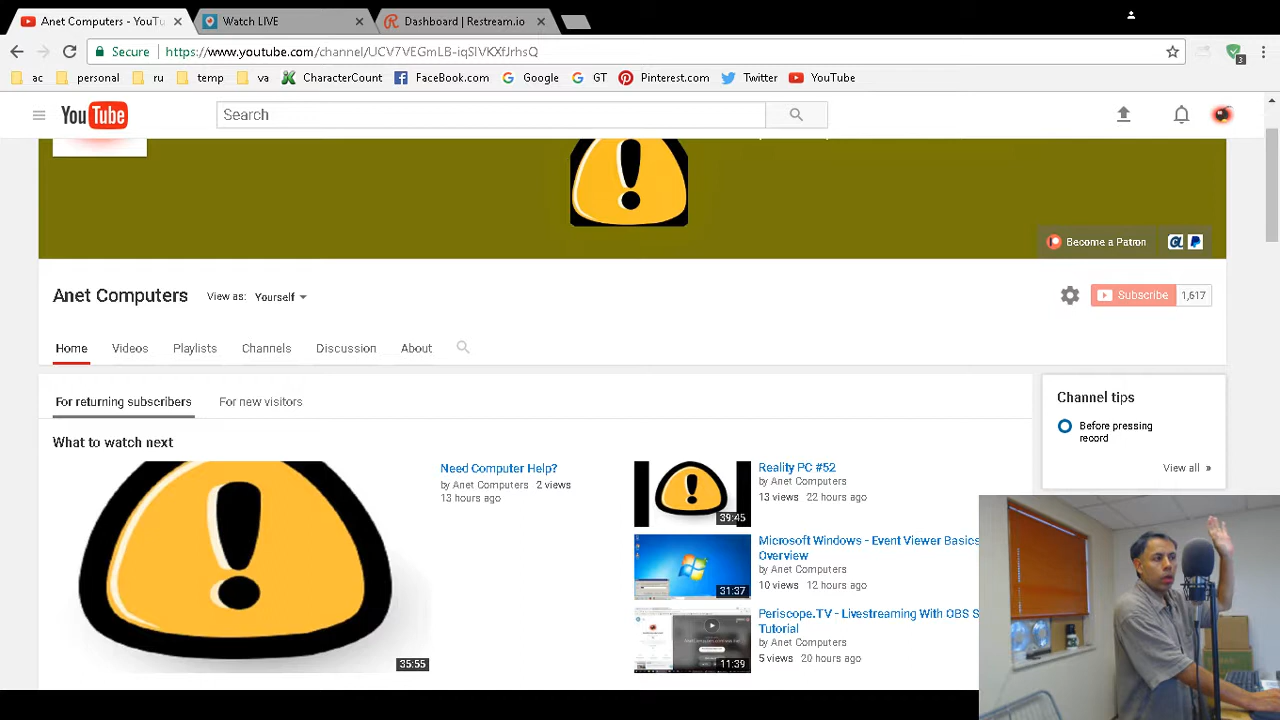 Anet Computers - YouTu
Watch LIVE
Dashboard | Restream.io
Secure
https://www.youtube.com/channel/UCV7VEGmLB-iqSIVKXfJrhsQ
3
ac personal ru temp va CharacterCount FaceBook.com Google GT Pinterest.com Twitter YouTube
YouTube
Search
Become a Patron
Anet Computers View as: Yourself
Subscribe 1,617
Home Videos Playlists Channels Discussion About
For returning subscribers For new visitors
What to watch next
35:55
Need Computer Help?
by Anet Computers 2 views
13 hours ago
39:45
Reality PC #52
by Anet Computers
13 views 22 hours ago
31:37
Microsoft Windows - Event Viewer Basics
Overview
by Anet Computers
10 views 12 hours ago
11:39
Periscope.TV - Livestreaming With OBS S
Tutorial
by Anet Computers
5 views 20 hours ago
Channel tips
Before pressing
record
View all »